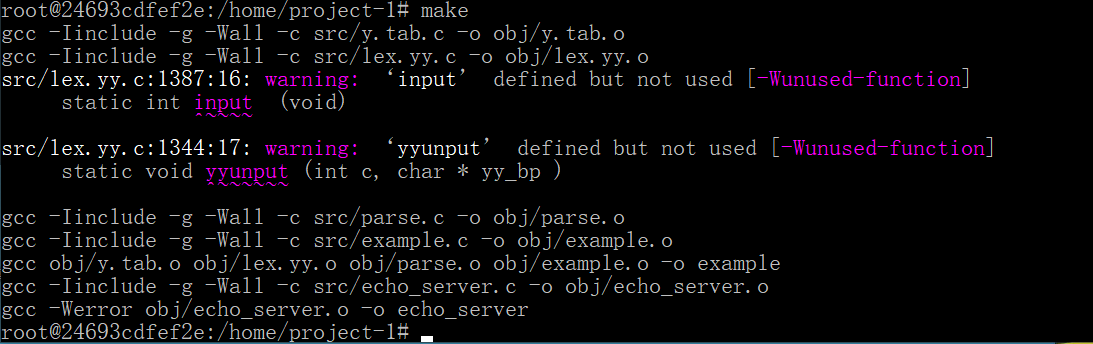 root@24693cdfef2e:/home/project-1# make
gcc -Iinclude -g -Wall -c src/y.tab.c -o obj/y.tab.o
gcc -Iinclude -g -Wall -c src/lex.yy.c -o obj/lex.yy.o
src/lex.yy.c:1387:16: warning: ‘input’ defined but not used [-Wunused-function]
     static int input  (void)
                ^~~~~
src/lex.yy.c:1344:17: warning: ‘yyunput’ defined but not used [-Wunused-function]
     static void yyunput (int c, char * yy_bp )
                 ^~~~~~~
gcc -Iinclude -g -Wall -c src/parse.c -o obj/parse.o
gcc -Iinclude -g -Wall -c src/example.c -o obj/example.o
gcc obj/y.tab.o obj/lex.yy.o obj/parse.o obj/example.o -o example
gcc -Iinclude -g -Wall -c src/echo_server.c -o obj/echo_server.o
gcc -Werror obj/echo_server.o -o echo_server
root@24693cdfef2e:/home/project-1#